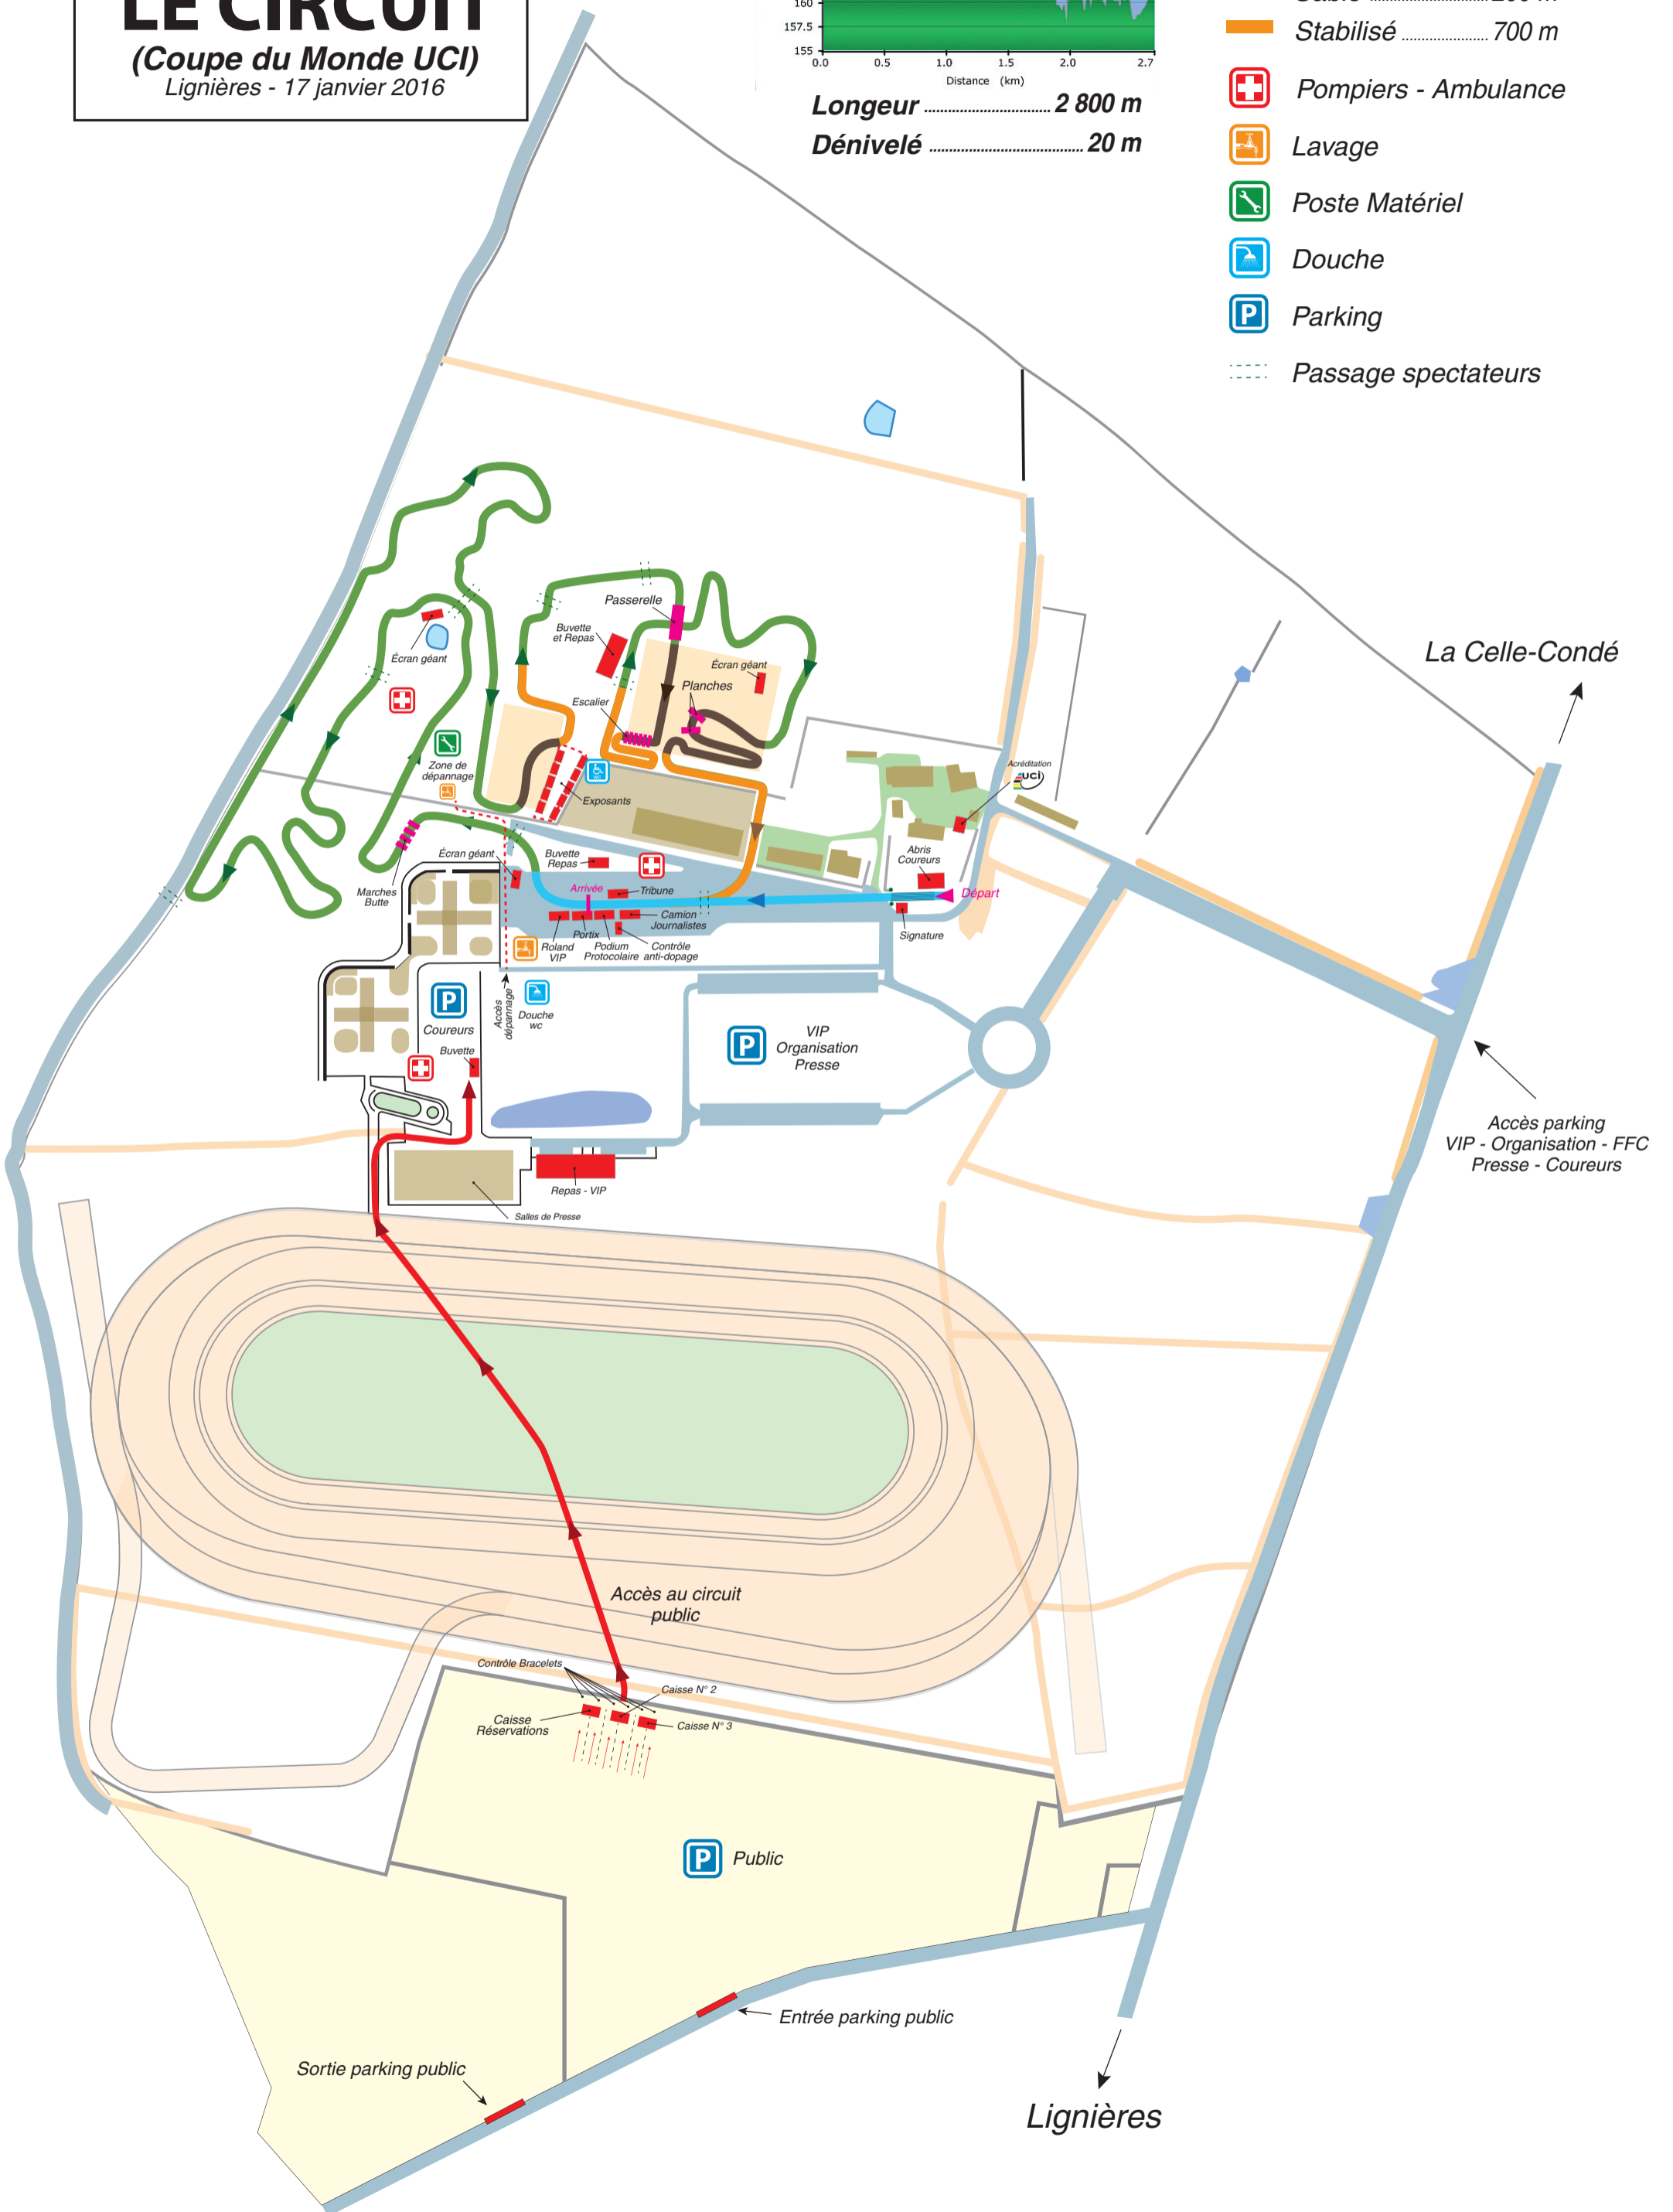 LE CIRCUIT
(Coupe du Monde UCI)
Lignières - 17 janvier 2016
160
157.5
155
0.0 0.5 1.0 1.5 2.0 2.7
Distance (km)
Longeur 2 800 m
Dénivelé 20 m
Stabilisé 700 m
Pompiers - Ambulance
Lavage
Poste Matériel
Douche
P Parking
Passage spectateurs
La Celle-Condé
Passerelle
Buvette
et Repas
Écran géant
Écran géant
Planches
Escalier
Zone de
dépannage
WC
Exposants
Acréditation
uci
Abris
Coureurs
Écran géant
Buvette
Repas
Marches
Butte
Arrivée
Tribune
Départ
Camion
Journalistes
Signature
Portix
Roland
VIP
Podium
Protocolaire
Contrôle
anti-dopage
Accès
dépannage
Douche
wc
P
Coureurs
Buvette
P
VIP
Organisation
Presse
Accès parking
VIP - Organisation - FFC
Presse - Coureurs
Repas - VIP
Salles de Presse
Accès au circuit
public
Contrôle Bracelets
Caisse N° 2
Caisse
Réservations
Caisse N° 3
P Public
Entrée parking public
Sortie parking public
Lignières